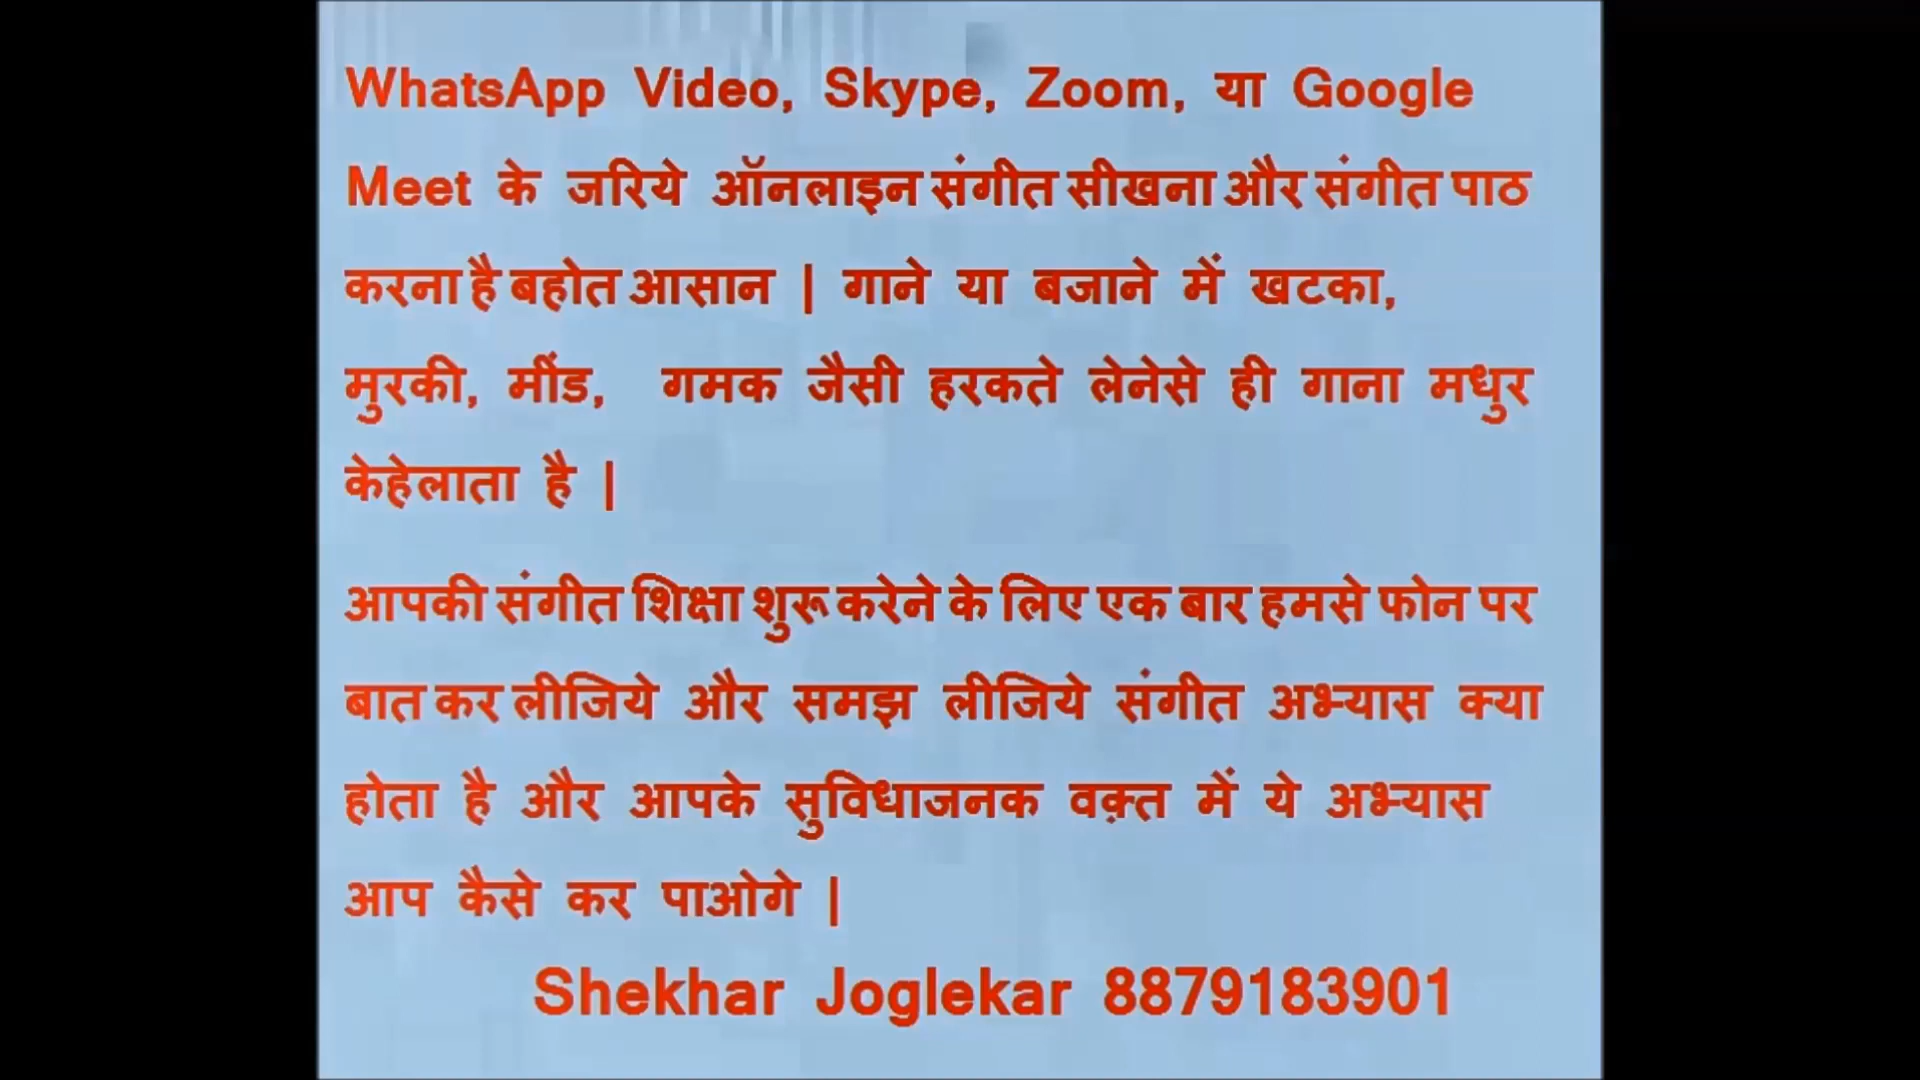 WhatsApp Video, Skype, Zoom, या Google
Meet के जरिये ऑनलाइन संगीत सीखना और संगीत पाठ
करना है बहोत आसान | गाने या बजाने में खटका,
मुरकी, मींड, गमक जैसी हरकते लेनेसे ही गाना मधुर
केहेलाता है |
आपकी संगीत शिक्षा शुरू करेने के लिए एक बार हमसे फोन पर
बात कर लीजिये और समझ लीजिये संगीत अभ्यास क्या
होता है और आपके सुविधाजनक वक़्त में ये अभ्यास
आप कैसे कर पाओगे |
Shekhar Joglekar 8879183901